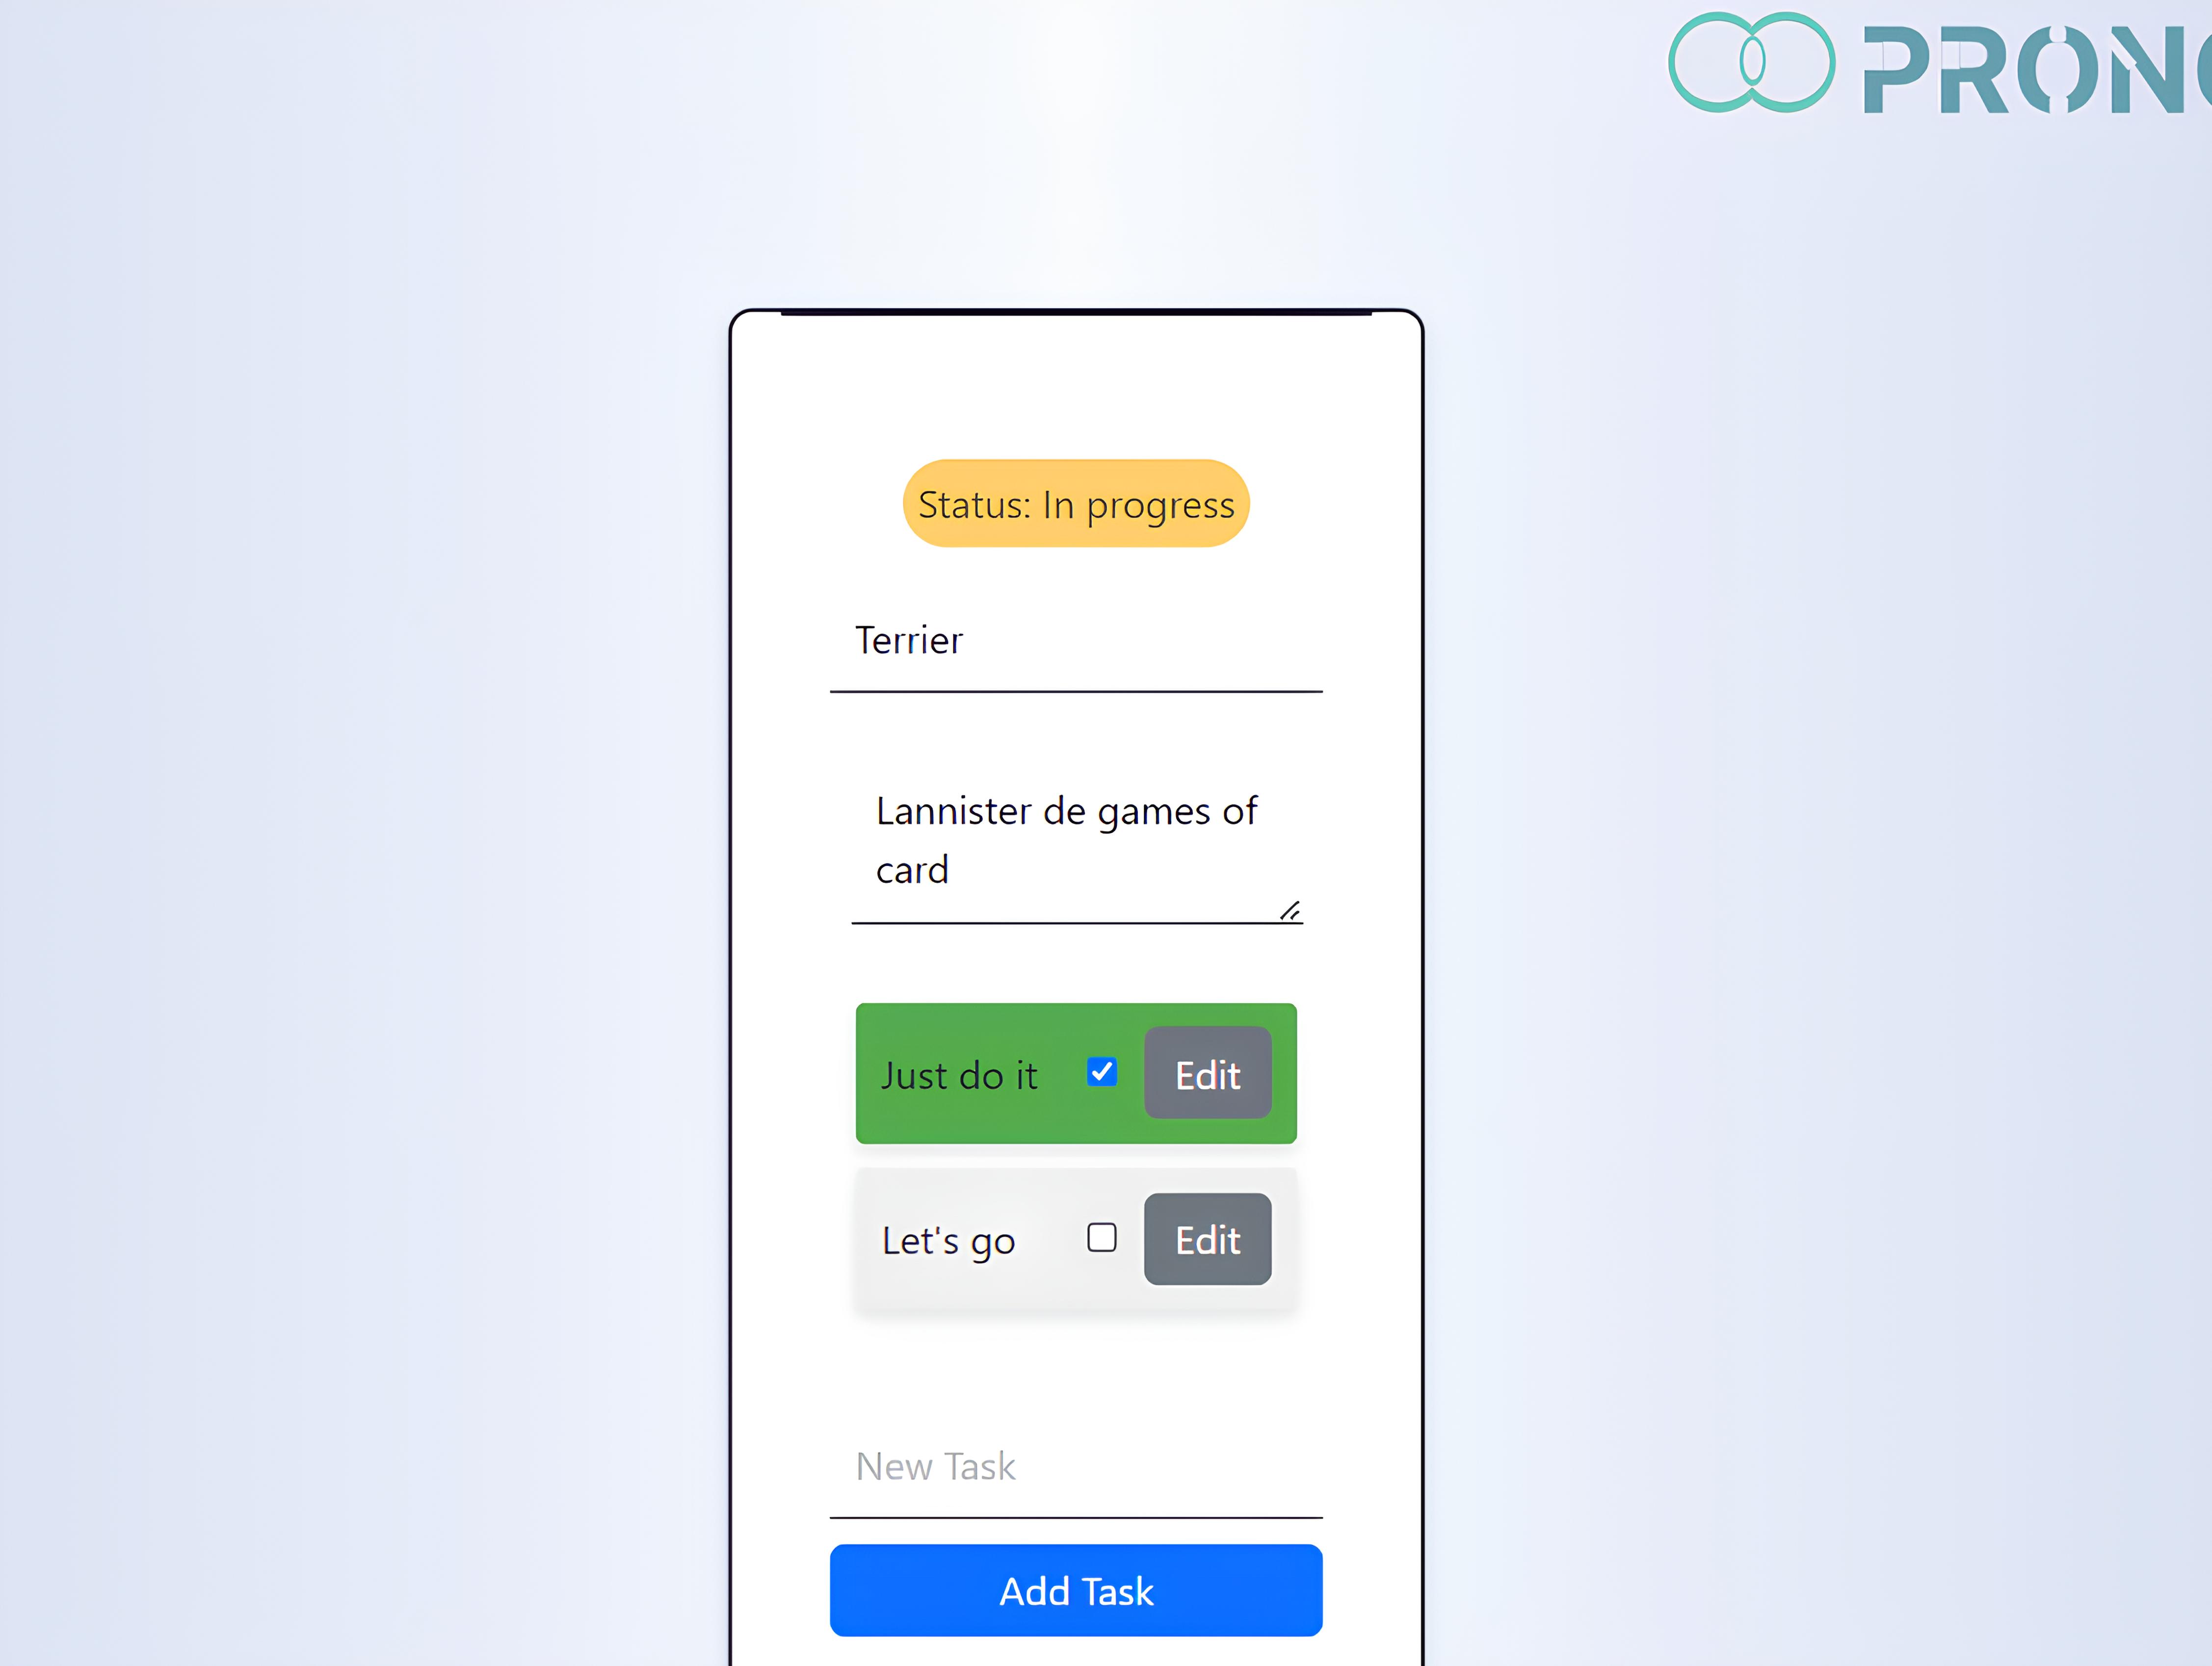 PRON
Status: In progress
Terrier
Lannister de games of
card
Just do it
Edit
Let's go
Edit
New Task
Add Task